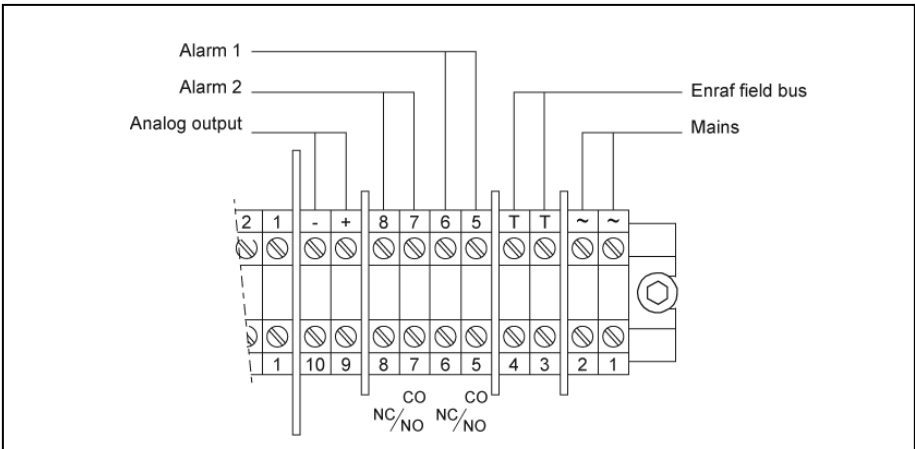 Alarm 1
Alarm 2
Analog output
Enraf field bus
Mains
2 1 - + 8 7 6 5 T T ~ ~
1 10 9 8 7 6 5 4 3 2 1
CO CO
NC/NO NC/NO